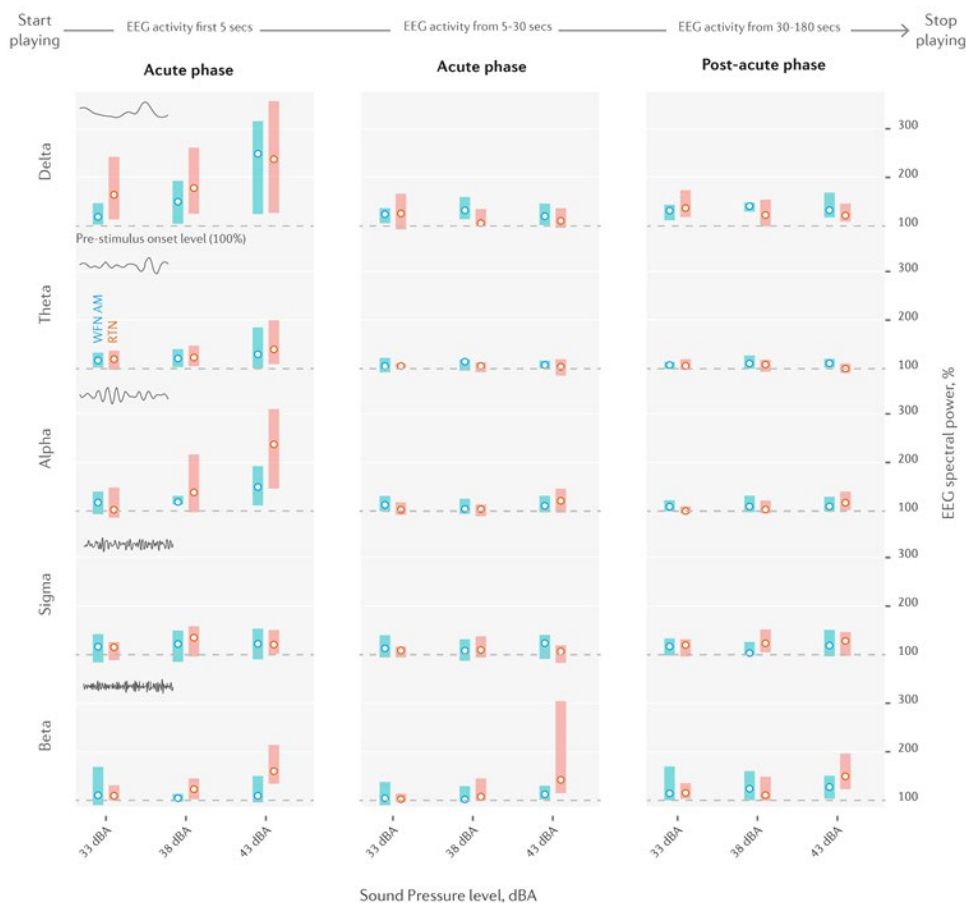 Start playing
EEG activity first 5 secs
EEG activity from 5-30 secs
EEG activity from 30-180 secs
Stop playing
Acute phase
Acute phase
Post-acute phase
Delta
300
200
100
Pre-stimulus onset level (100%)
Theta
WFN AM
RTN
300
200
100
Alpha
300
200
100
EEG spectral power, %
Sigma
300
200
100
Beta
300
200
100
33 dBA
38 dBA
43 dBA
33 dBA
38 dBA
43 dBA
33 dBA
38 dBA
43 dBA
Sound Pressure level, dBA